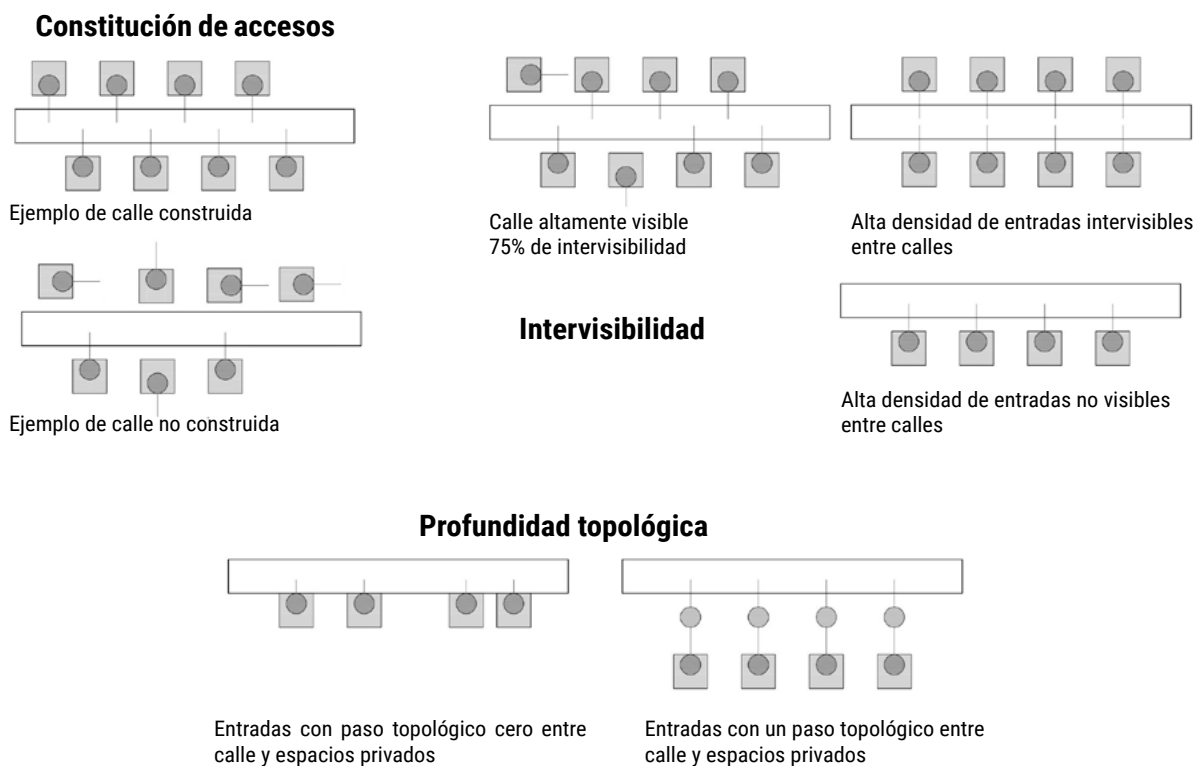 Constitución de accesos
Ejemplo de calle construida
Ejemplo de calle no construida
Calle altamente visible
75% de intervisibilidad
Alta densidad de entradas intervisibles
entre calles
Intervisibilidad
Alta densidad de entradas no visibles
entre calles
Profundidad topológica
Entradas con paso topológico cero entre
calle y espacios privados
Entradas con un paso topológico entre
calle y espacios privados